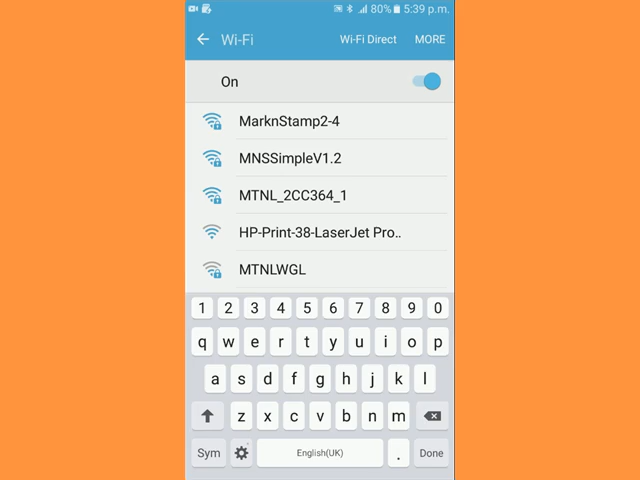 80% 5:39 p.m.
Wi-Fi Wi-Fi Direct MORE
On
MarknStamp2-4
MNSSimpleV1.2
MTNL_2CC364_1
HP-Print-38-LaserJet Pro..
MTNLWGL
1 2 3 4 5 6 7 8 9 0
q w e r t y u i o p
a s d f g h j k l
z x c v b n m
Sym English(UK) . Done